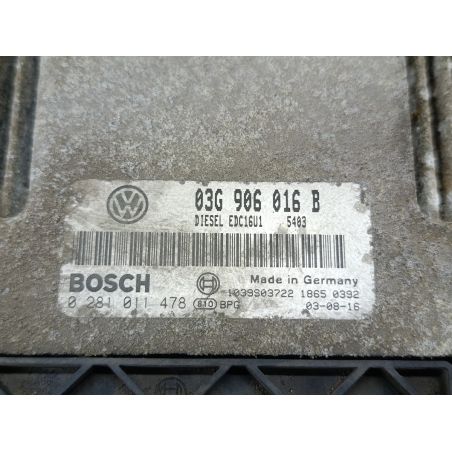 03G 906 016 B
DIESEL EDC16U1 5403
BOSCH
Made in Germany
0 281 011 478 810 BPG 1039S03722 1865 0392
03-08-16